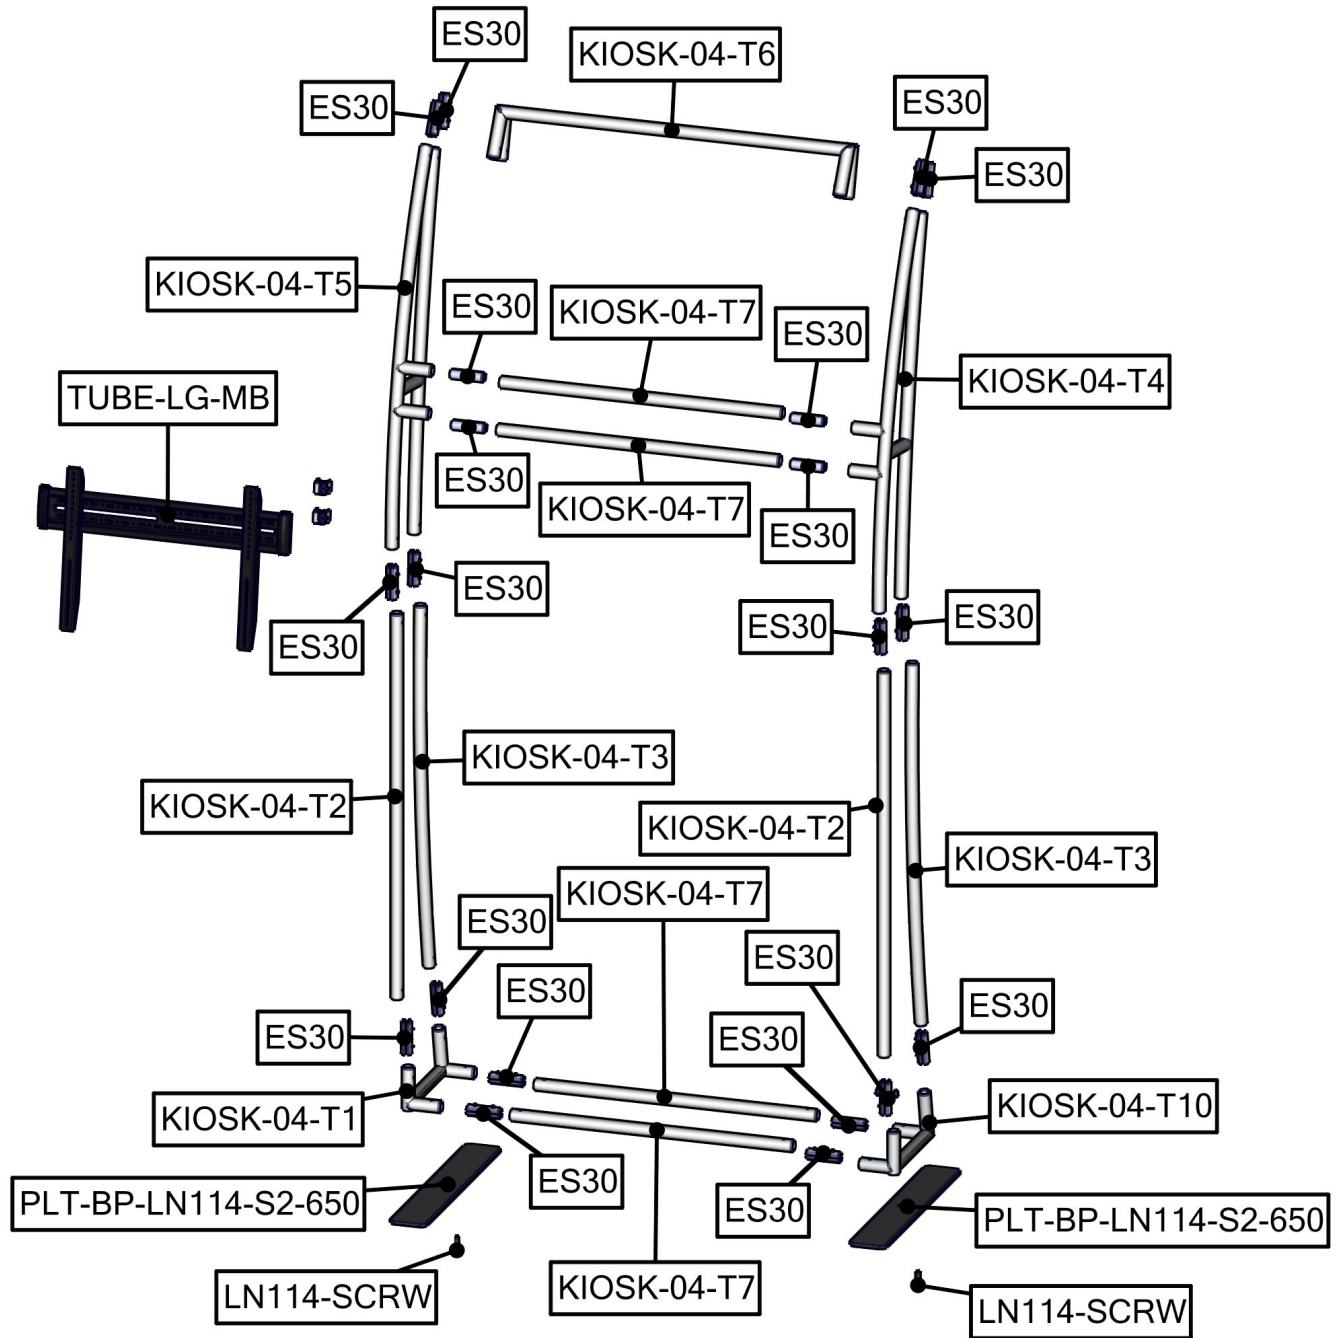 ES30
KIOSK-04-T6
ES30
ES30
ES30
KIOSK-04-T5
ES30
KIOSK-04-T7
ES30
KIOSK-04-T4
TUBE-LG-MB
ES30
KIOSK-04-T7
ES30
ES30
ES30
ES30
ES30
KIOSK-04-T3
KIOSK-04-T2
KIOSK-04-T2
KIOSK-04-T3
KIOSK-04-T7
ES30
ES30
ES30
ES30
ES30
ES30
KIOSK-04-T1
KIOSK-04-T10
ES30
PLT-BP-LN114-S2-650
ES30
PLT-BP-LN114-S2-650
LN114-SCRW
KIOSK-04-T7
LN114-SCRW